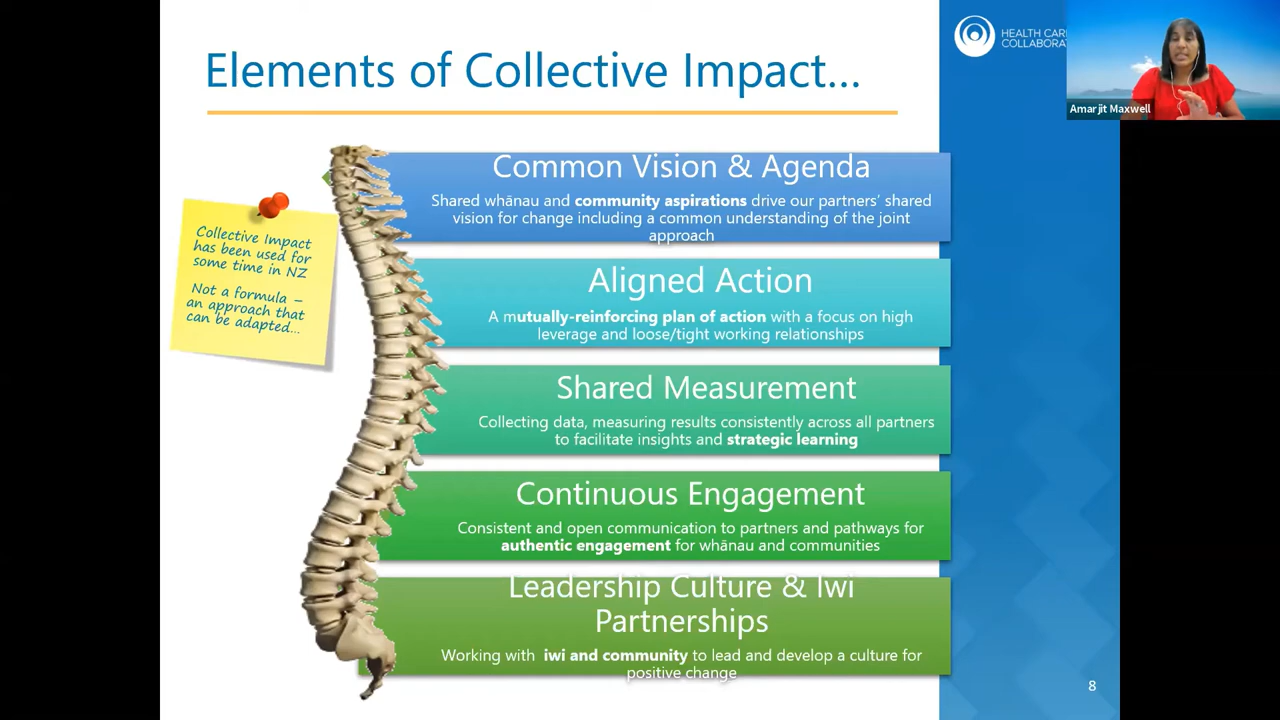 Elements of Collective Impact...
HEALTH CAR
COLLABORA
Amarjit Maxwell
Collective Impact
has been used for
some time in NZ
Not a formula –
an approach that
can be adapted...
Common Vision & Agenda
Shared whānau and community aspirations drive our partners' shared
vision for change including a common understanding of the joint
approach
Aligned Action
A mutually-reinforcing plan of action with a focus on high
leverage and loose/tight working relationships
Shared Measurement
Collecting data, measuring results consistently across all partners
to facilitate insights and strategic learning
Continuous Engagement
Consistent and open communication to partners and pathways for
authentic engagement for whānau and communities
Leadership Culture & Iwi
Partnerships
Working with iwi and community to lead and develop a culture for
positive change
8